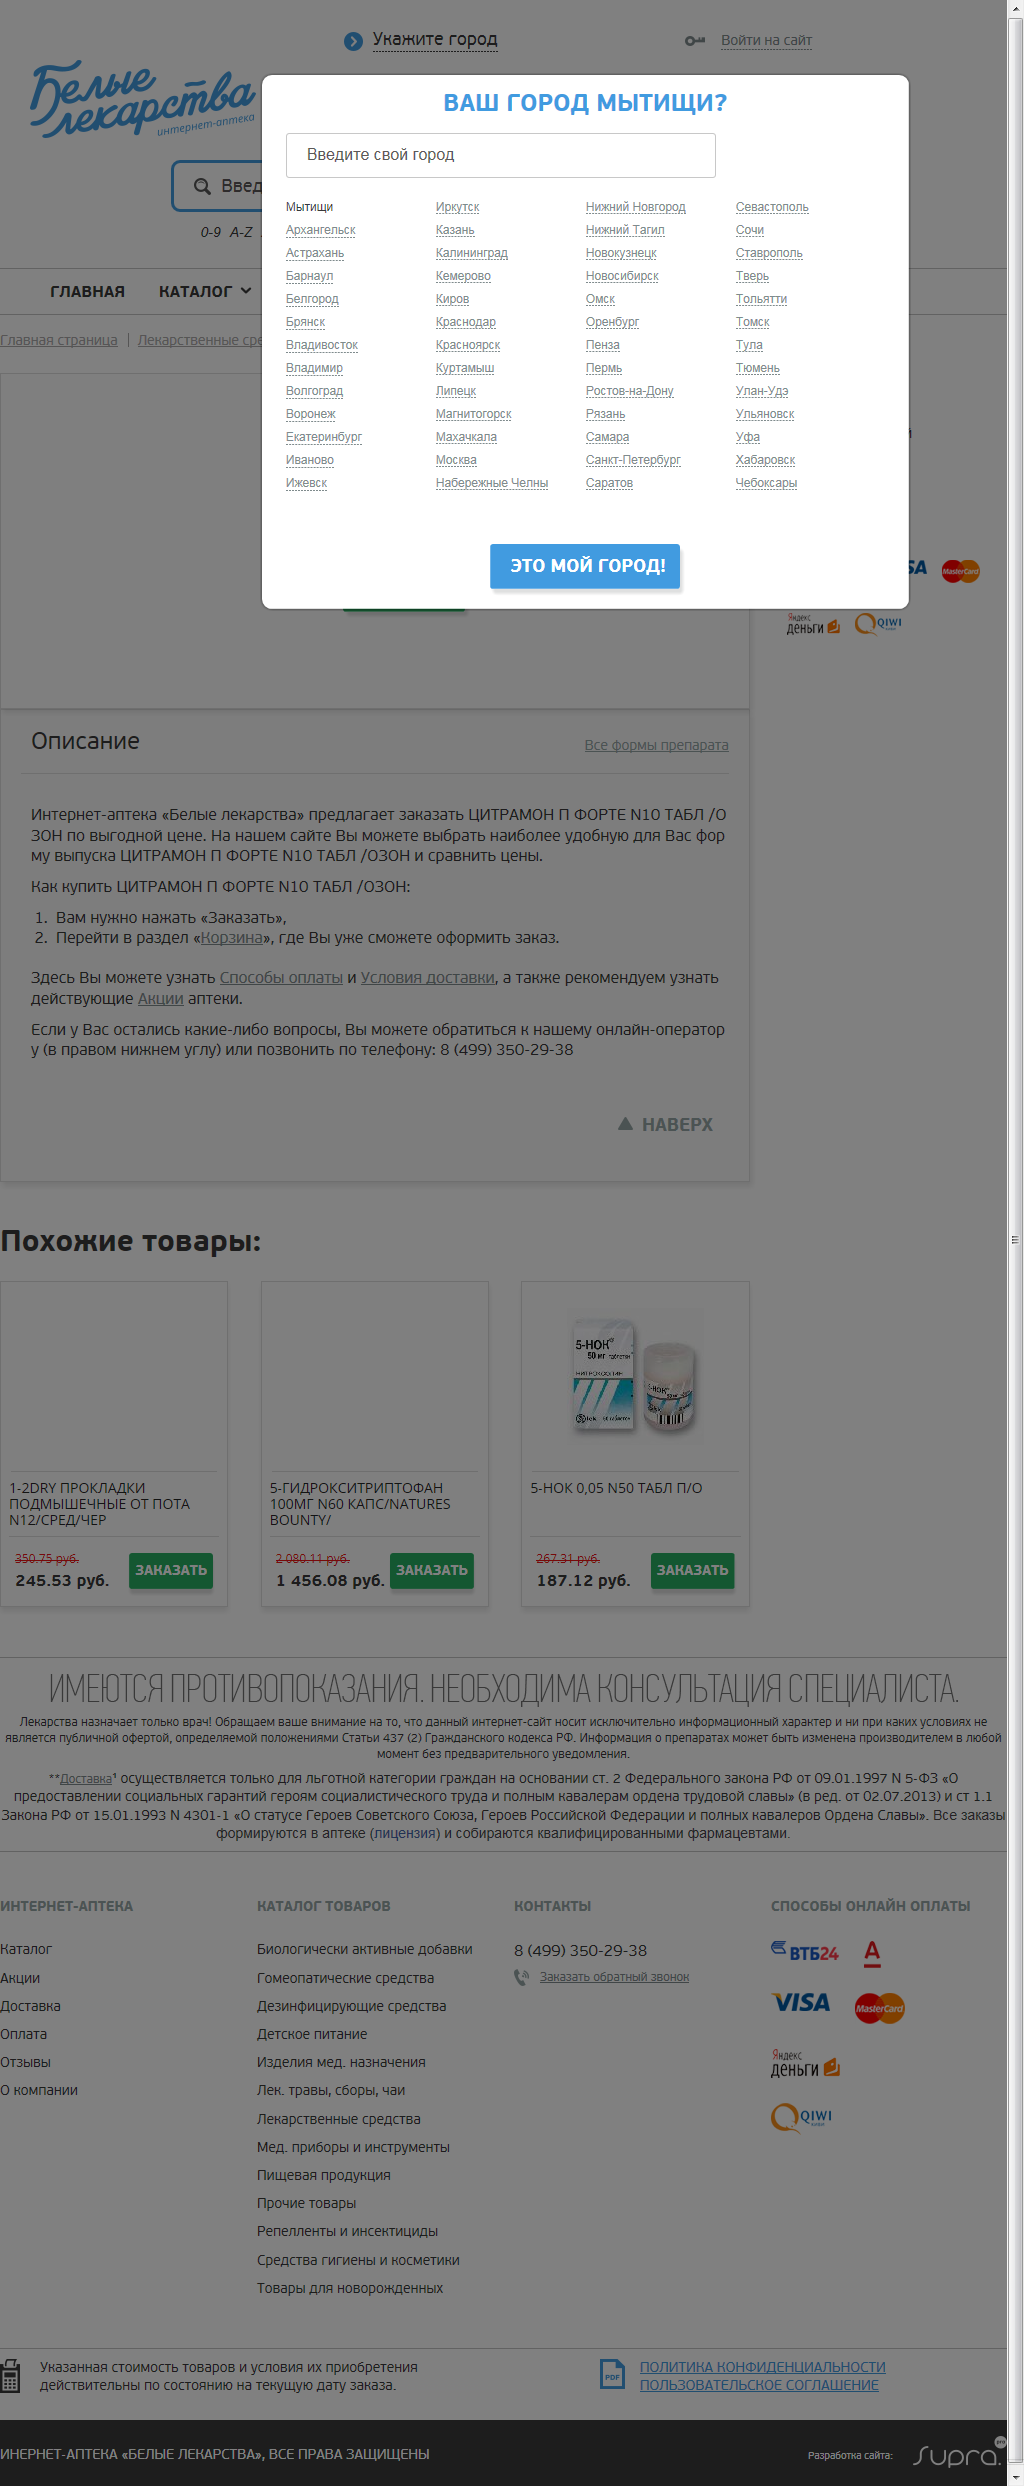 Укажите город
Войти на сайт
Белые
лекарства
интернет-аптека
ВАШ ГОРОД МЫТИЩИ?
Введите свой город
0-9 A-Z
Мытищи
Архангельск
Астрахань
Барнаул
Белгород
Брянск
Владивосток
Владимир
Волгоград
Воронеж
Екатеринбург
Иваново
Ижевск
Иркутск
Казань
Калининград
Кемерово
Киров
Краснодар
Красноярск
Куртамыш
Липецк
Магнитогорск
Махачкала
Москва
Набережные Челны
Нижний Новгород
Нижний Тагил
Новокузнецк
Новосибирск
Омск
Оренбург
Пенза
Пермь
Ростов-на-Дону
Рязань
Самара
Санкт-Петербург
Саратов
Севастополь
Сочи
Ставрополь
Тверь
Тольятти
Томск
Тула
Тюмень
Улан-Удэ
Ульяновск
Уфа
Хабаровск
Чебоксары
ЭТО МОЙ ГОРОД!
ГЛАВНАЯ
КАТАЛОГ
Главная страница
Лекарственные
MasterCard
Яндекс
деньги
QIWI
Описание
Все формы препарата
Интернет-аптека «Белые лекарства» предлагает заказать ЦИТРАМОН П ФОРТЕ N10 ТАБЛ /О
ЗОН по выгодной цене. На нашем сайте Вы можете выбрать наиболее удобную для Вас фор
му выпуска ЦИТРАМОН П ФОРТЕ N10 ТАБЛ /ОЗОН и сравнить цены.
Как купить ЦИТРАМОН П ФОРТЕ N10 ТАБЛ /ОЗОН:
1. Вам нужно нажать «Заказать»,
2. Перейти в раздел «Корзина», где Вы уже сможете оформить заказ.
Здесь Вы можете узнать Способы оплаты и Условия доставки, а также рекомендуем узнать
действующие Акции аптеки.
Если у Вас остались какие-либо вопросы, Вы можете обратиться к нашему онлайн-оператор
у (в правом нижнем углу) или позвонить по телефону: 8 (499) 350-29-38
НАВЕРХ
Похожие товары:
5-НОК
50 мг таблетки
НИТРОКСОЛИН
5-НОК
1-2DRY ПРОКЛАДКИ
ПОДМЫШЕЧНЫЕ ОТ ПОТА
N12/СРЕД/ЧЕР
350.75 руб.
245.53 руб.
ЗАКАЗАТЬ
5-ГИДРОКСИТРИПТОФАН
100МГ N60 КАПС/NATURES
BOUNTY/
2 080.11 руб.
1 456.08 руб.
ЗАКАЗАТЬ
5-НОК 0,05 N50 ТАБЛ П/О
267.31 руб.
187.12 руб.
ЗАКАЗАТЬ
ИМЕЮТСЯ ПРОТИВОПОКАЗАНИЯ. НЕОБХОДИМА КОНСУЛЬТАЦИЯ СПЕЦИАЛИСТА.
Лекарства назначает только врач! Обращаем ваше внимание на то, что данный интернет-сайт носит исключительно информационный характер и ни при каких условиях не
является публичной офертой, определяемой положениями Статьи 437 (2) Гражданского кодекса РФ. Информация о препаратах может быть изменена производителем в любой
момент без предварительного уведомления.
**Доставка¹ осуществляется только для льготной категории граждан на основании ст. 2 Федерального закона РФ от 09.01.1997 N 5-ФЗ «О
предоставлении социальных гарантий героям социалистического труда и полным кавалерам ордена трудовой славы» (в ред. от 02.07.2013) и ст 1.1
Закона РФ от 15.01.1993 N 4301-1 «О статусе Героев Советского Союза, Героев Российской Федерации и полных кавалеров Ордена Славы». Все заказы
формируются в аптеке (лицензия) и собираются квалифицированными фармацевтами.
ИНТЕРНЕТ-АПТЕКА
Каталог
Акции
Доставка
Оплата
Отзывы
О компании
КАТАЛОГ ТОВАРОВ
Биологически активные добавки
Гомеопатические средства
Дезинфицирующие средства
Детское питание
Изделия мед. назначения
Лек. травы, сборы, чаи
Лекарственные средства
Мед. приборы и инструменты
Пищевая продукция
Прочие товары
Репелленты и инсектициды
Средства гигиены и косметики
Товары для новорожденных
КОНТАКТЫ
8 (499) 350-29-38
Заказать обратный звонок
СПОСОБЫ ОНЛАЙН ОПЛАТЫ
ВТБ24
А
VISA
MasterCard
Яндекс
деньги
QIWI
Указанная стоимость товаров и условия их приобретения
действительны по состоянию на текущую дату заказа.
PDF
ПОЛИТИКА КОНФИДЕНЦИАЛЬНОСТИ
ПОЛЬЗОВАТЕЛЬСКОЕ СОГЛАШЕНИЕ
ИНЕРНЕТ-АПТЕКА «БЕЛЫЕ ЛЕКАРСТВА», ВСЕ ПРАВА ЗАЩИЩЕНЫ
Разработка сайта:
supra.
pro